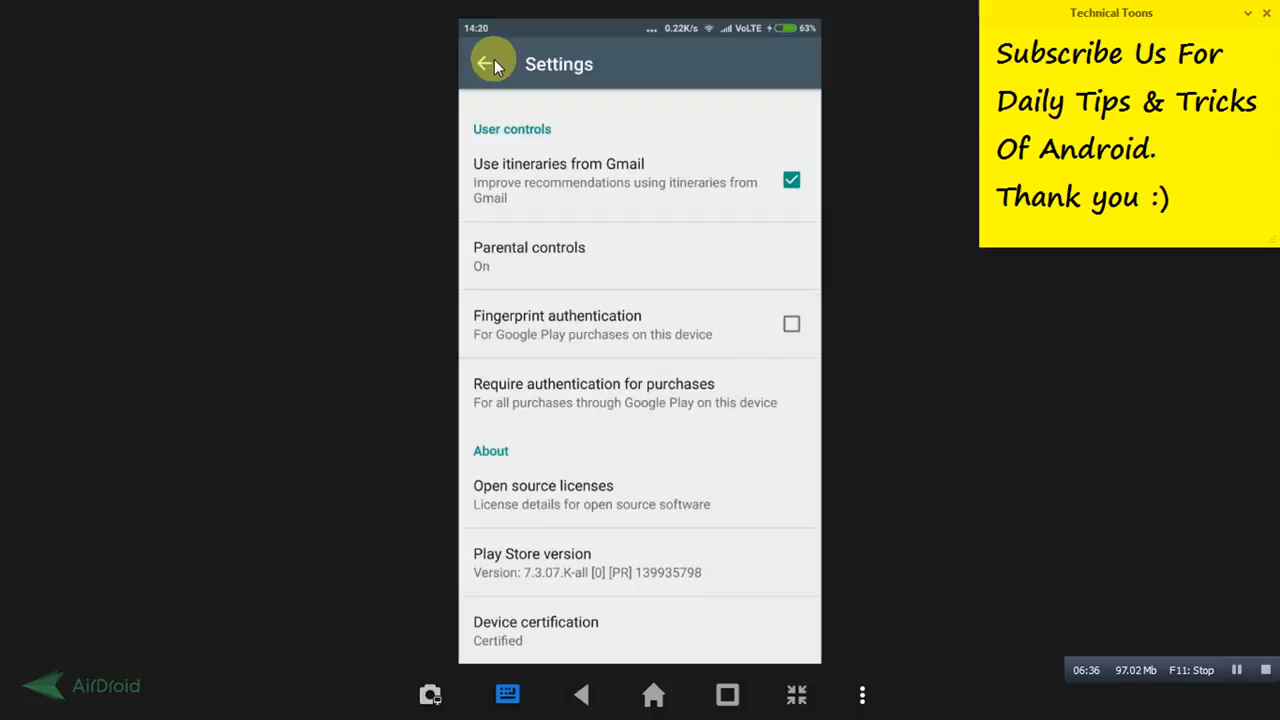 Technical Toons
Subscribe Us For
Daily Tips & Tricks
Of Android.
Thank you :)
14:20
... 0.22K/s VoLTE 63%
Settings
User controls
Use itineraries from Gmail
Improve recommendations using itineraries from
Gmail
Parental controls
On
Fingerprint authentication
For Google Play purchases on this device
Require authentication for purchases
For all purchases through Google Play on this device
About
Open source licenses
License details for open source software
Play Store version
Version: 7.3.07.K-all [0] [PR] 139935798
Device certification
Certified
AirDroid
06:36 97.02 Mb F11: Stop